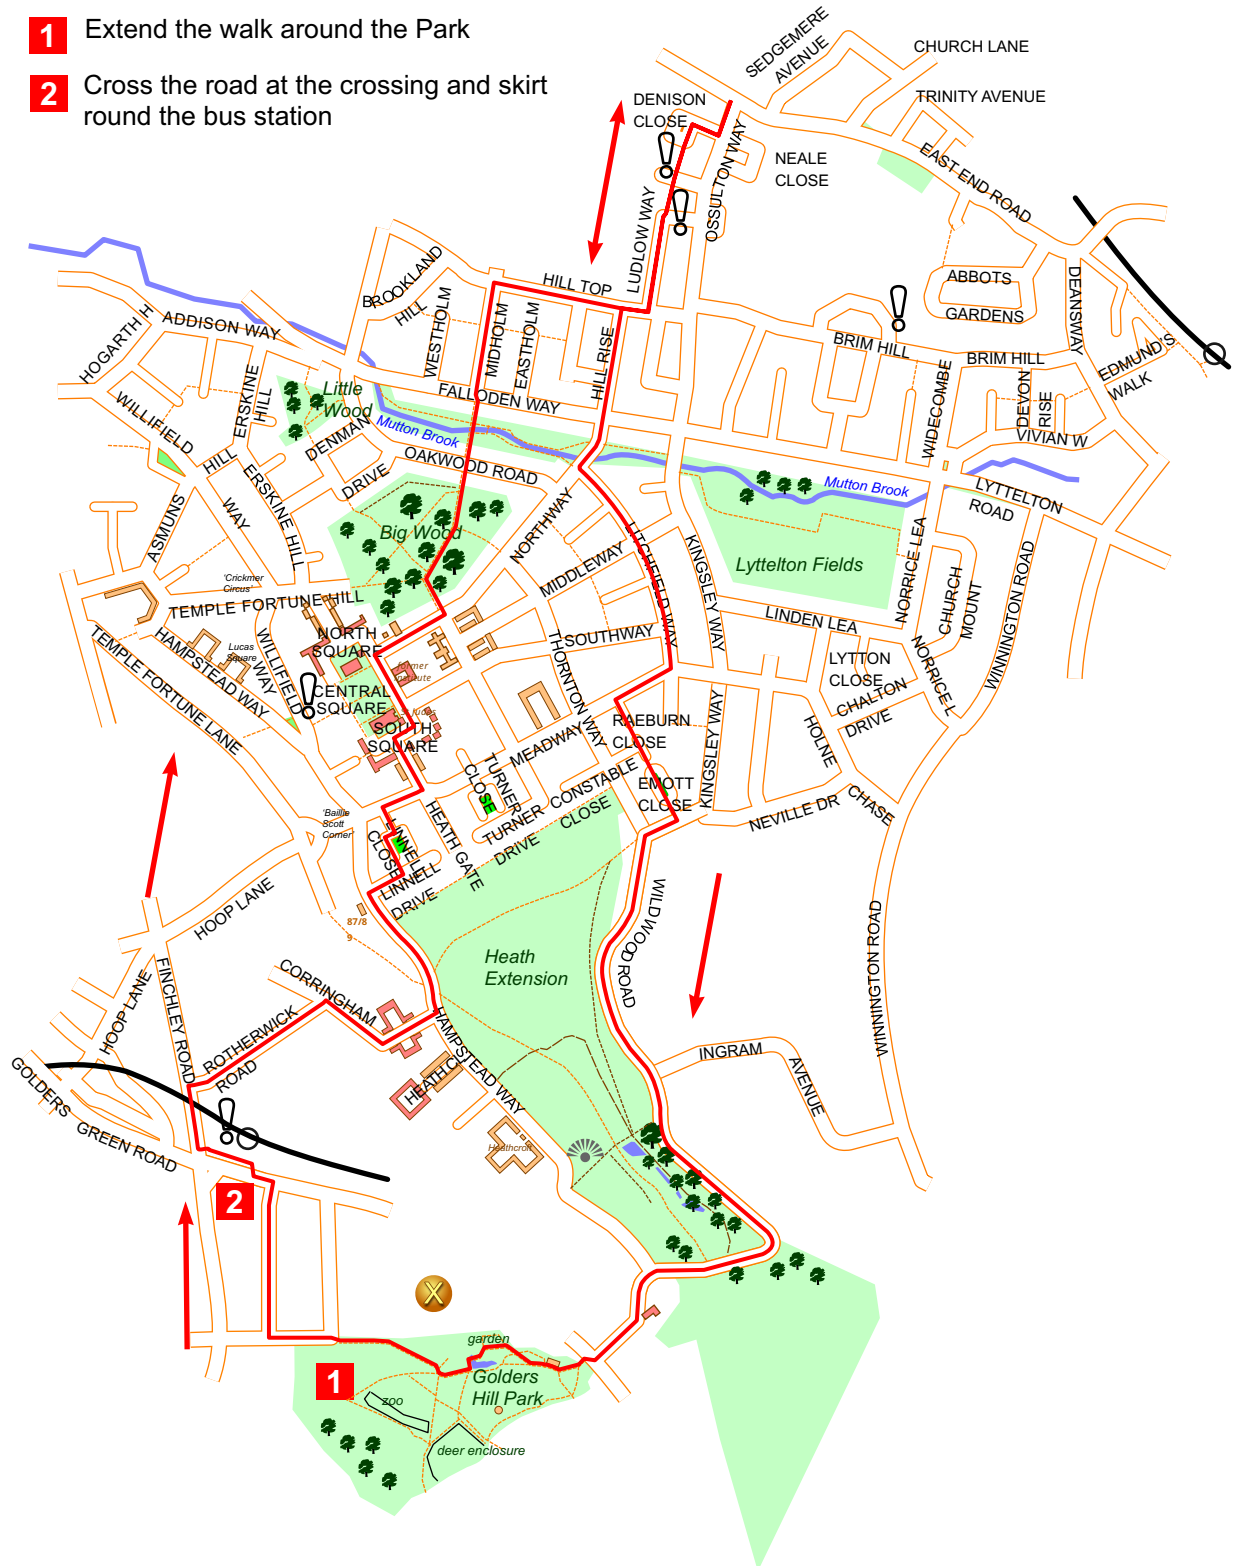 1 Extend the walk around the Park
2 Cross the road at the crossing and skirt
round the bus station
SEDGEMERE
AVENUE
CHURCH LANE
TRINITY AVENUE
DENISON
CLOSE
OSSULTON WAY
NEALE
CLOSE
EAST END ROAD
LUDLOW WAY
HILL TOP
BROOKLAND
HILL
WESTHOLM
MIDHOLM
EASTHOLM
HILL RISE
ABBOTS
GARDENS
DEANSWAY
BRIM HILL
BRIM HILL
EDMUND'S
WALK
HOGARTH H
ADDISON WAY
ERSKINE
HILL
Little
Wood
FALLODEN WAY
WIDECOMBE
DEVON
RISE
VIVIAN W
WILLIFIELD
DENMAN
DRIVE
Mutton Brook
OAKWOOD ROAD
HILL
WAY
ERSKINE HILL
Mutton Brook
LYTTELTON
ROAD
ASMUNS
Big Wood
NORTHWAY
MIDDLEWAY
LITCHFIELD WAY
KINGSLEY WAY
Lyttelton Fields
NORRICE LEA
CHURCH
MOUNT
WINNINGTON ROAD
'Crickmer
Circus'
TEMPLE FORTUNE HILL
LINDEN LEA
TEMPLE FORTUNE LANE
HAMPSTEAD WAY
Lucas
Square
WILLIFIELD
WAY
NORTH
SQUARE
former
institute
SOUTHWAY
THORNTON WAY
LYTTON
CLOSE
NORRICE L
CENTRAL
SQUARE
St Judes
SOUTH
SQUARE
CHALTON
DRIVE
RAEBURN
CLOSE
MEADWAY
KINGSLEY WAY
HOLNE
CHASE
TURNER
CLOSE
TURNER
DRIVE
CONSTABLE
CLOSE
EMOTT
CLOSE
NEVILLE DR
'Baillie
Scott
Corner'
LINNELL
CLOSE
HEATH GATE
LINNELL
DRIVE
HOOP LANE
87/8
9
WILDWOOD ROAD
WINNINGTON ROAD
Heath
Extension
FINCHLEY ROAD
HOOP LANE
CORRINGHAM
ROTHERWICK
ROAD
HAMPSTEAD WAY
INGRAM
AVENUE
GOLDERS
GREEN ROAD
HEATHCL
Heathcroft
2
X
garden
1
Golders
Hill Park
zoo
deer enclosure